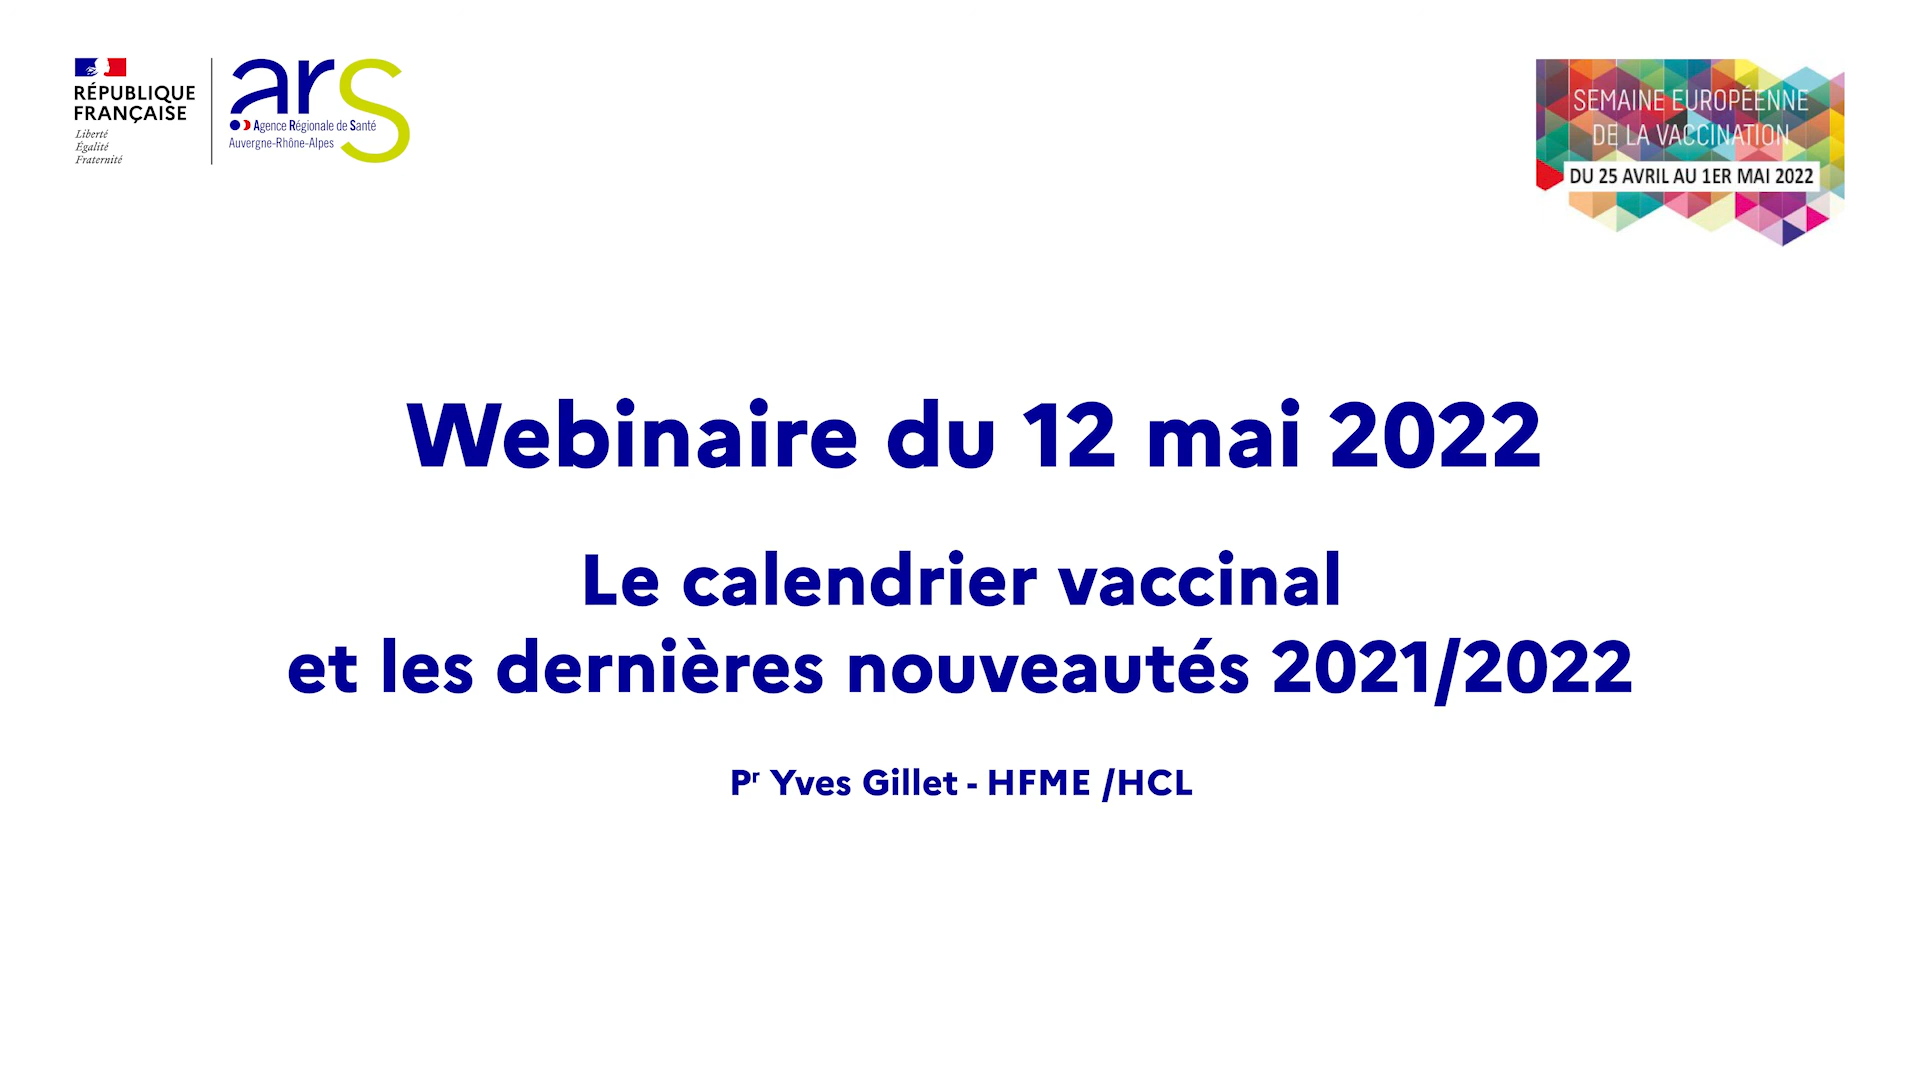 RÉPUBLIQUE
FRANÇAISE
Liberté
Égalité
Fraternité
ars
Agence Régionale de Santé
Auvergne-Rhône-Alpes
SEMAINE EUROPÉENNE
DE LA VACCINATION
DU 25 AVRIL AU 1ER MAI 2022
Webinaire du 12 mai 2022
Le calendrier vaccinal
et les dernières nouveautés 2021/2022
Pr Yves Gillet - HFME /HCL